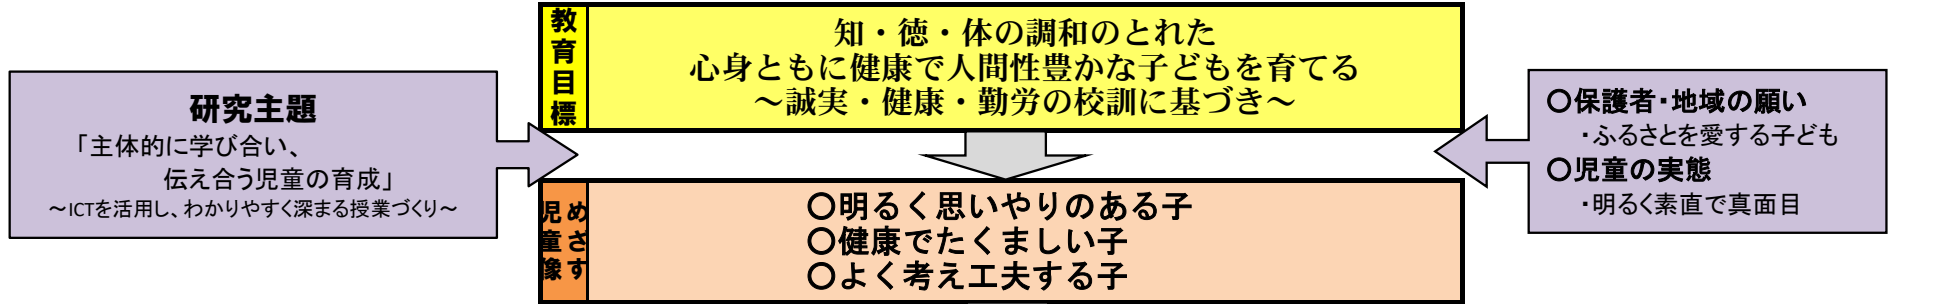 教育目標
知・徳・体の調和のとれた
心身ともに健康で人間性豊かな子どもを育てる
～誠実・健康・勤労の校訓に基づき～
研究主題
「主体的に学び合い、
伝え合う児童の育成」
～ICTを活用し、わかりやすく深まる授業づくり～
〇保護者・地域の願い
・ふるさとを愛する子ども
〇児童の実態
・明るく素直で真面目
めざす
児童像
〇明るく思いやりのある子
〇健康でたくましい子
〇よく考え工夫する子